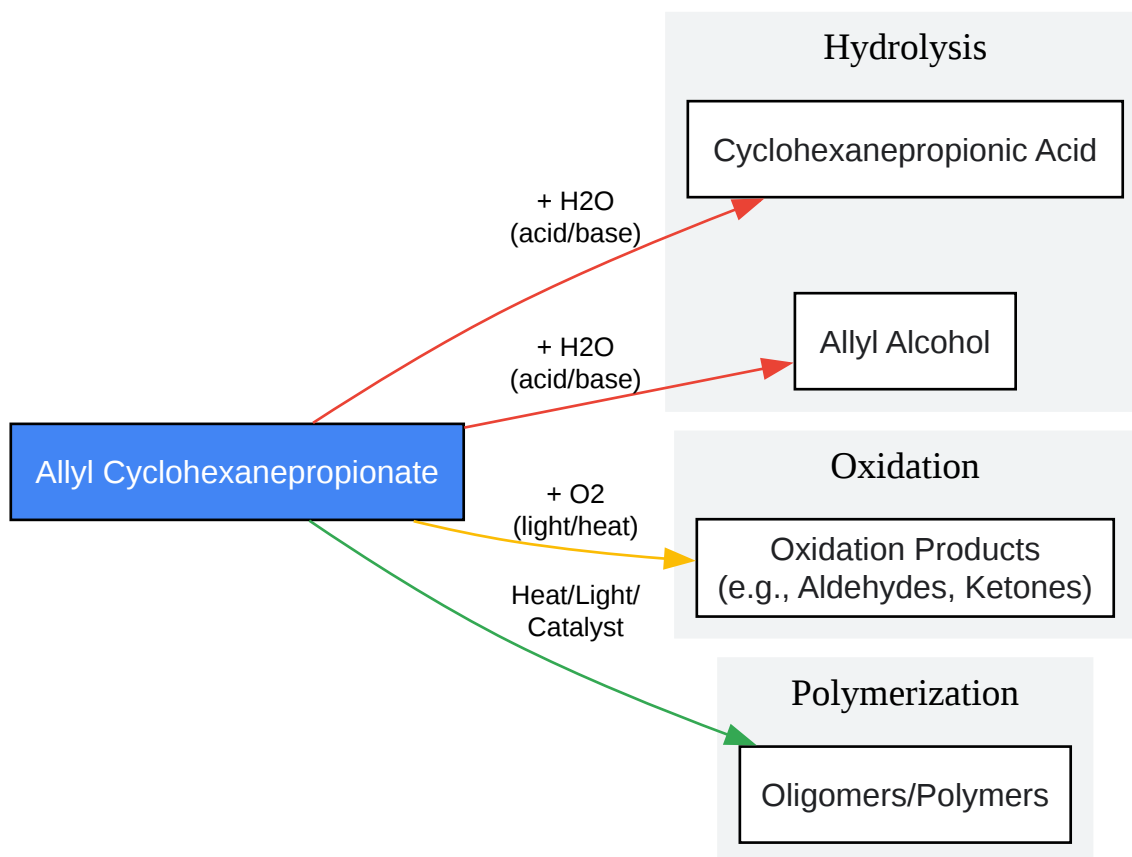 Hydrolysis
Cyclohexanepropionic Acid
+ H2O
(acid/base)
Allyl Alcohol
+ H2O
(acid/base)
Allyl Cyclohexanepropionate
Oxidation
+ O2
(light/heat)
Oxidation Products
(e.g., Aldehydes, Ketones)
Heat/Light/
Catalyst
Polymerization
Oligomers/Polymers